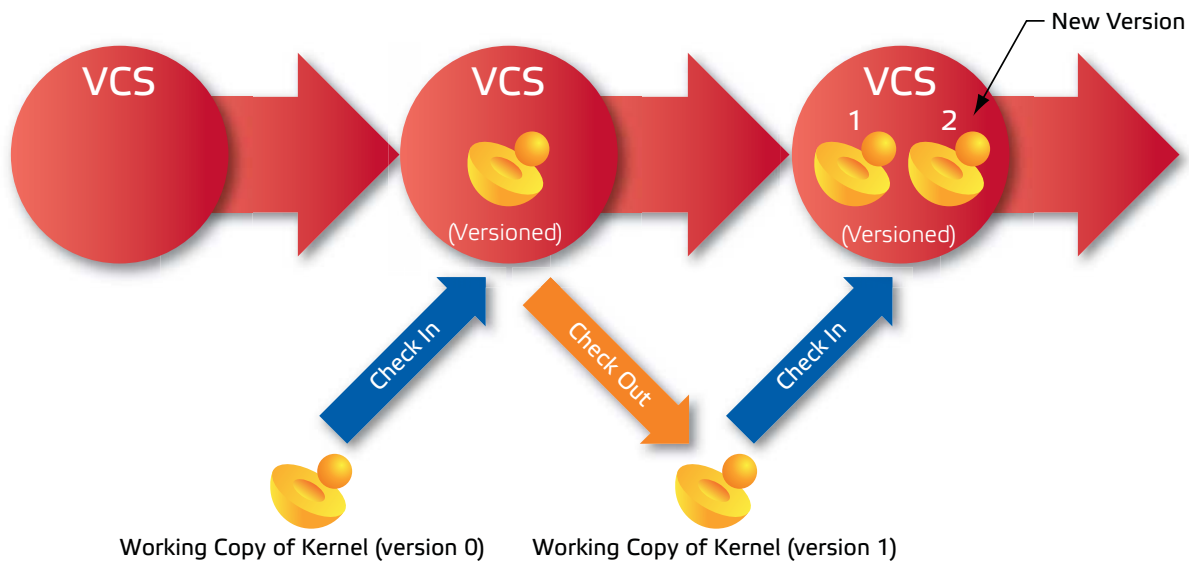 New Version
VCS
VCS
VCS
1 2
(Versioned)
(Versioned)
Check In
Check Out
Check In
Working Copy of Kernel (version 0)
Working Copy of Kernel (version 1)